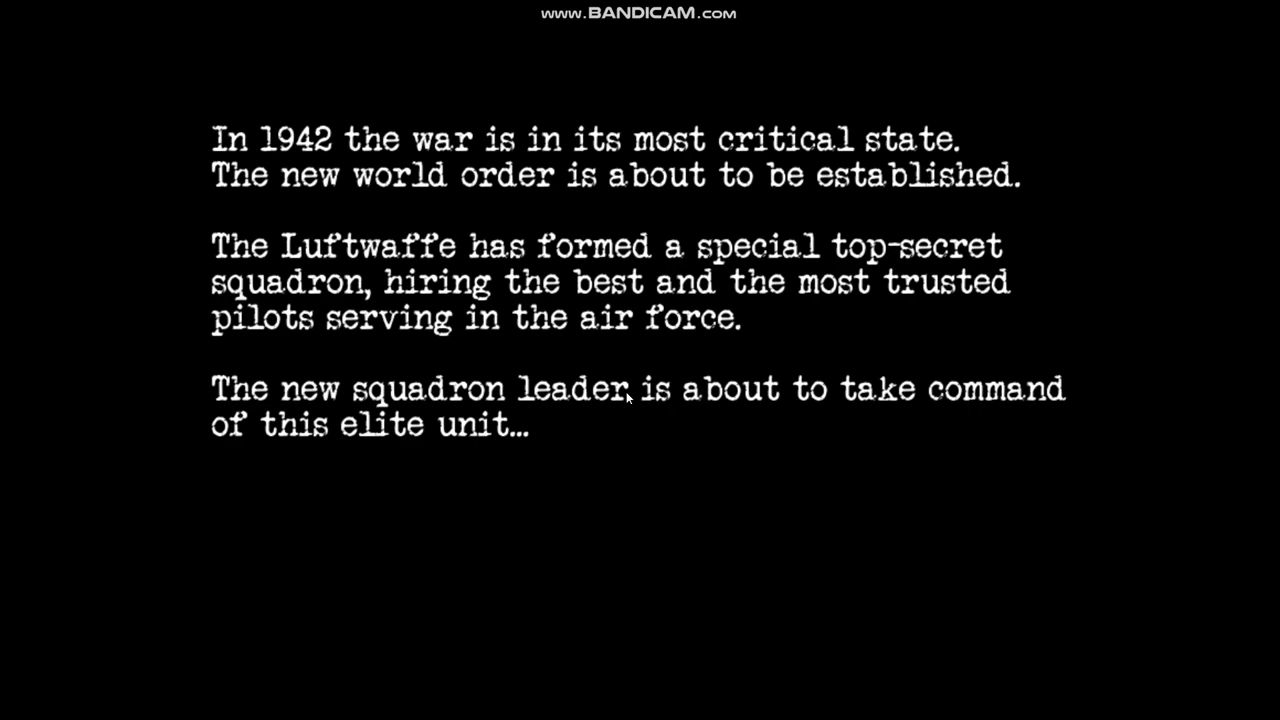 www.BANDICAM.com
In 1942 the war is in its most critical state.
The new world order is about to be established.
The Luftwaffe has formed a special top-secret
squadron, hiring the best and the most trusted
pilots serving in the air force.
The new squadron leader is about to take command
of this elite unit...